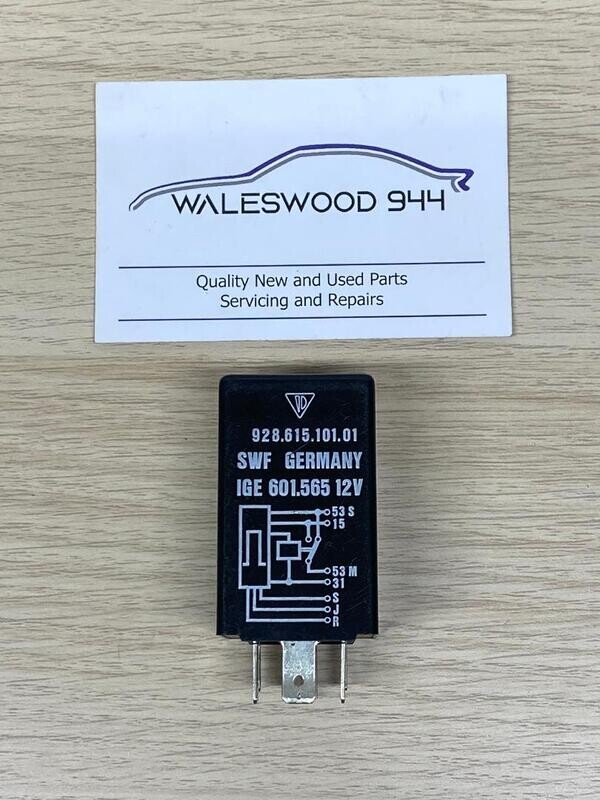 WALESWOOD 944
Quality New and Used Parts
Servicing and Repairs
928.615.101.01
SWF GERMANY
IGE 601.565 12V
53 S
15
53 M
31
S
J
R